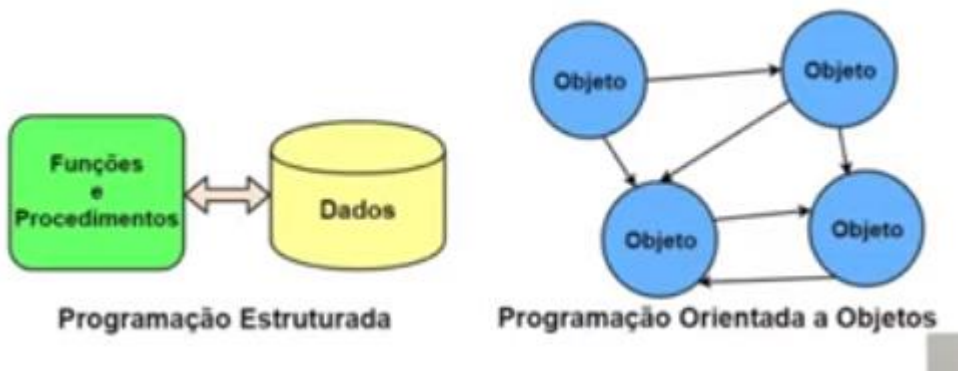 Funções
e
Procedimentos
Dados
Programação Estruturada
Objeto
Objeto
Objeto
Objeto
Programação Orientada a Objetos